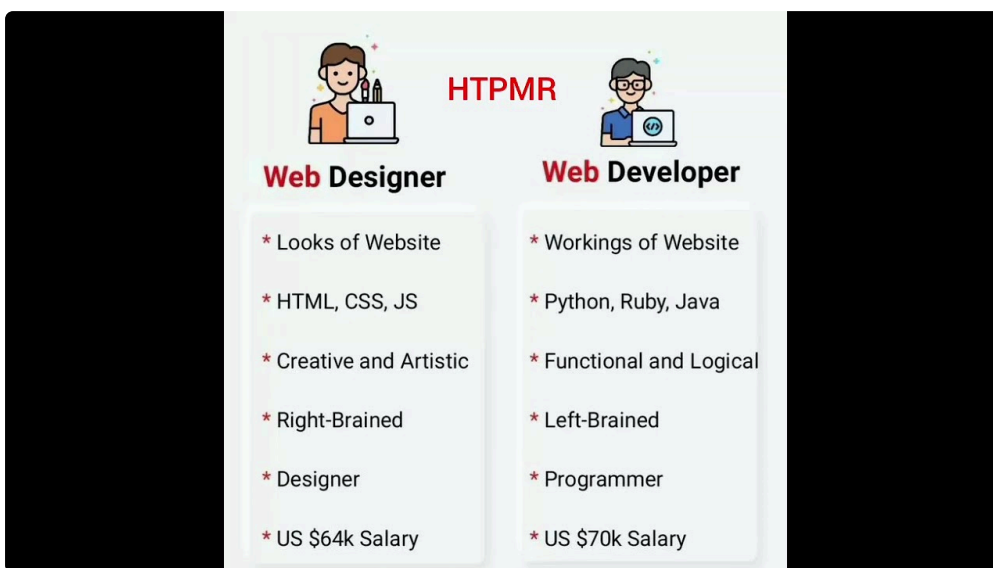 HTPMR
Web Designer
* Looks of Website
* HTML, CSS, JS
* Creative and Artistic
* Right-Brained
* Designer
* US $64k Salary
Web Developer
* Workings of Website
* Python, Ruby, Java
* Functional and Logical
* Left-Brained
* Programmer
* US $70k Salary